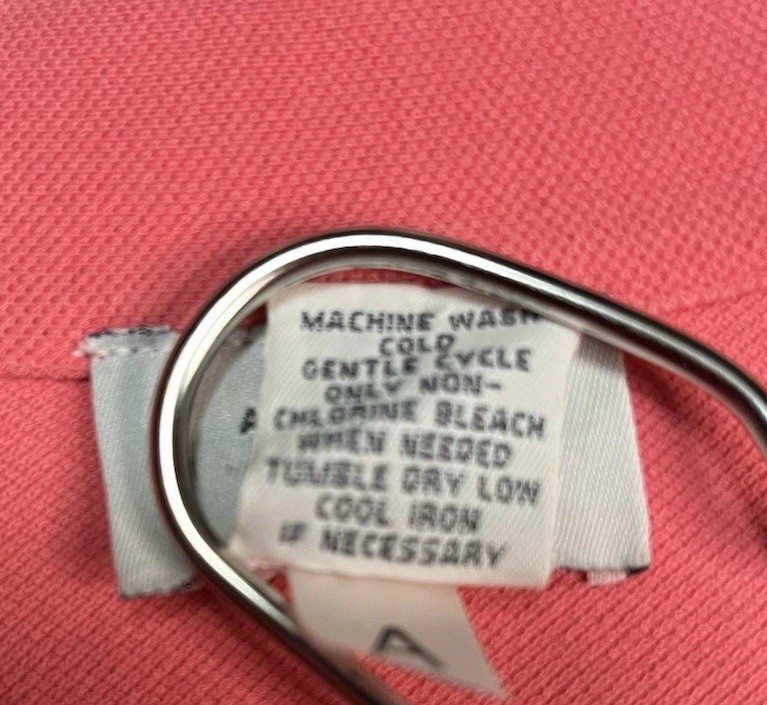 MACHINE WASH
COLD
GENTLE CYCLE
ONLY NON-
CHLORINE BLEACH
WHEN NEEDED
TUMBLE DRY LOW
COOL IRON
IF NECESSARY
A